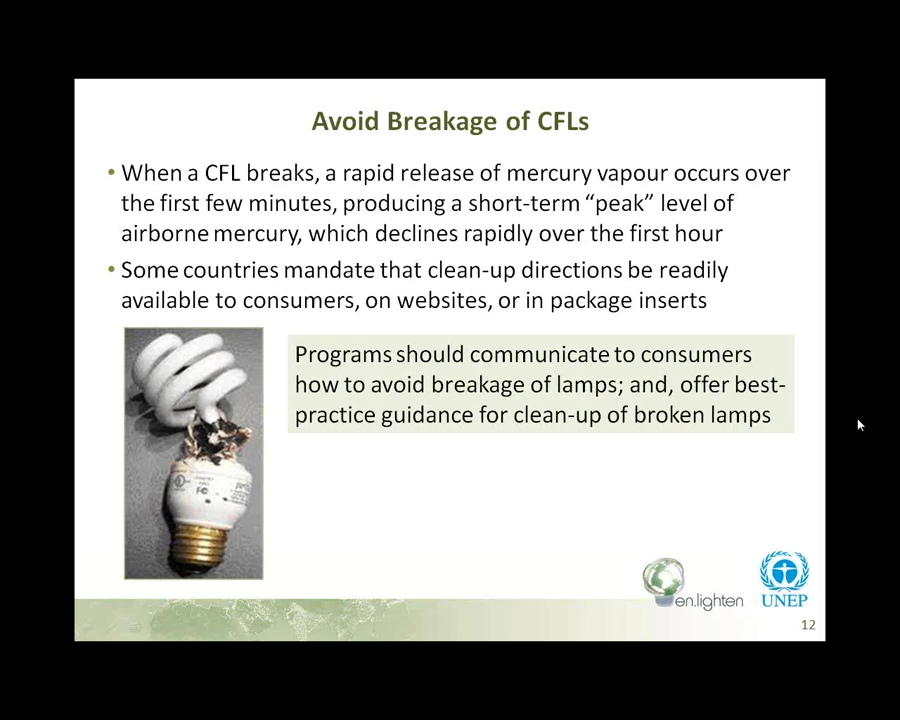 Avoid Breakage of CFLs
• When a CFL breaks, a rapid release of mercury vapour occurs over
the first few minutes, producing a short-term “peak” level of
airborne mercury, which declines rapidly over the first hour
• Some countries mandate that clean-up directions be readily
available to consumers, on websites, or in package inserts
Programs should communicate to consumers
how to avoid breakage of lamps; and, offer best-
practice guidance for clean-up of broken lamps
en.lighten
UNEP
12